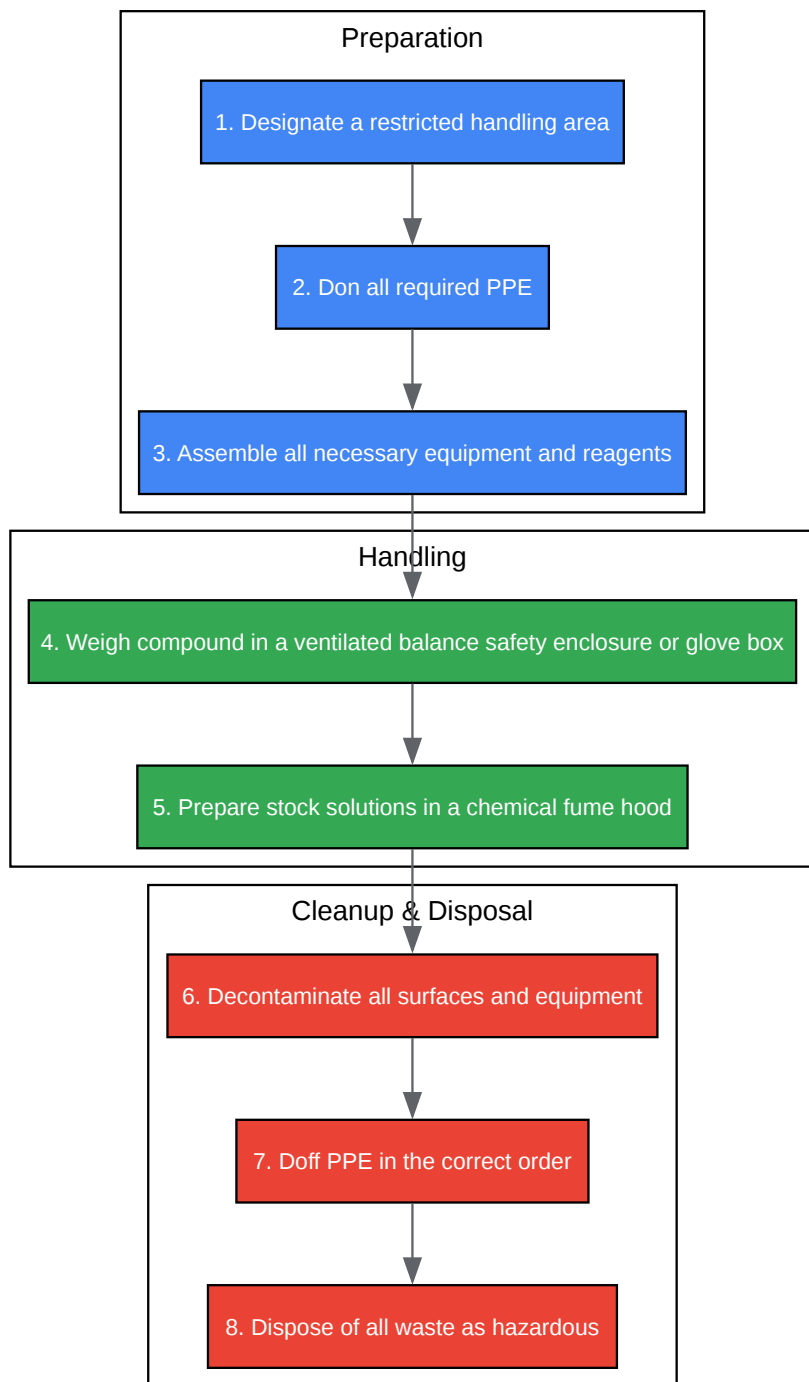 Preparation
1. Designate a restricted handling area
2. Don all required PPE
3. Assemble all necessary equipment and reagents
Handling
4. Weigh compound in a ventilated balance safety enclosure or glove box
5. Prepare stock solutions in a chemical fume hood
Cleanup & Disposal
6. Decontaminate all surfaces and equipment
7. Doff PPE in the correct order
8. Dispose of all waste as hazardous